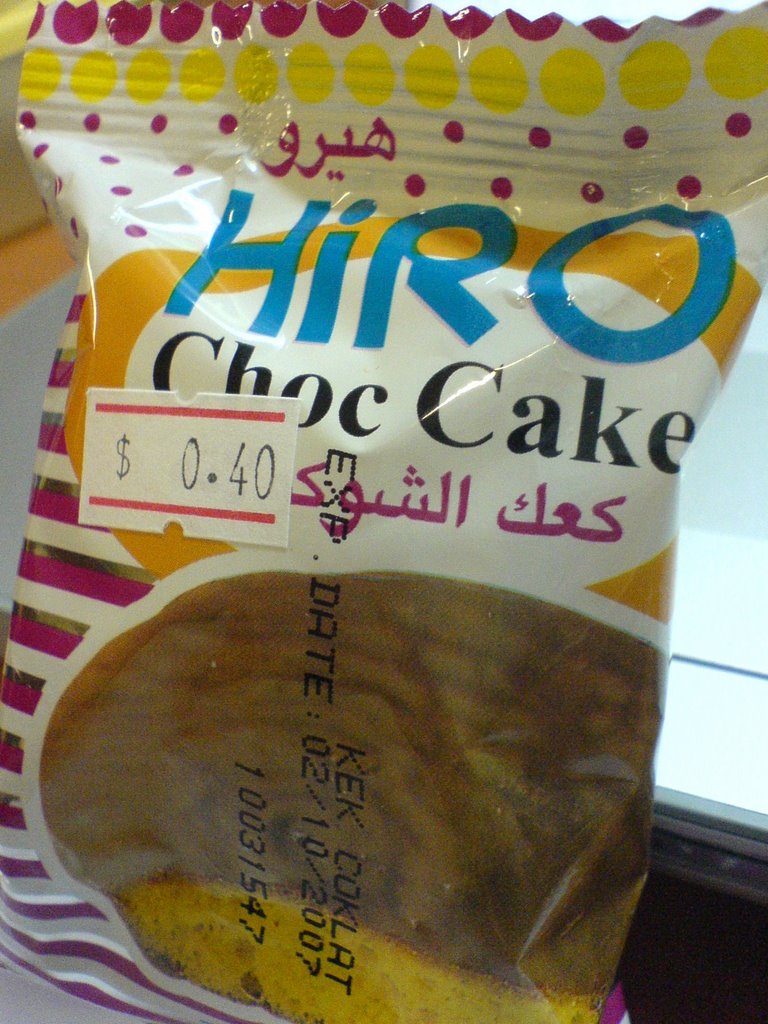 هيرو
HiRO
Choc Cake
$ 0.40
كعك الشوك
KEK COKLAT
EXP. DATE: 02/10/2007
10031547